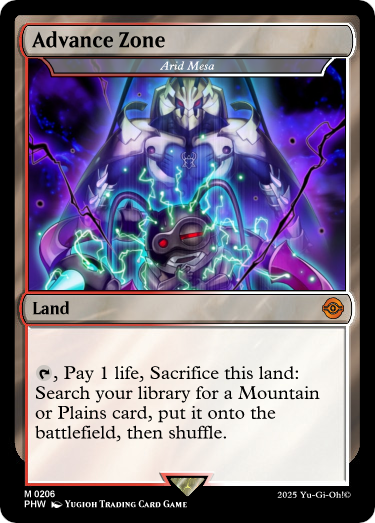 Advance Zone
Arid Mesa
Land
, Pay 1 life, Sacrifice this land:
Search your library for a Mountain
or Plains card, put it onto the
battlefield, then shuffle.
M 0206
PHW Yugioh Trading Card Game
2025 Yu-Gi-Oh!©